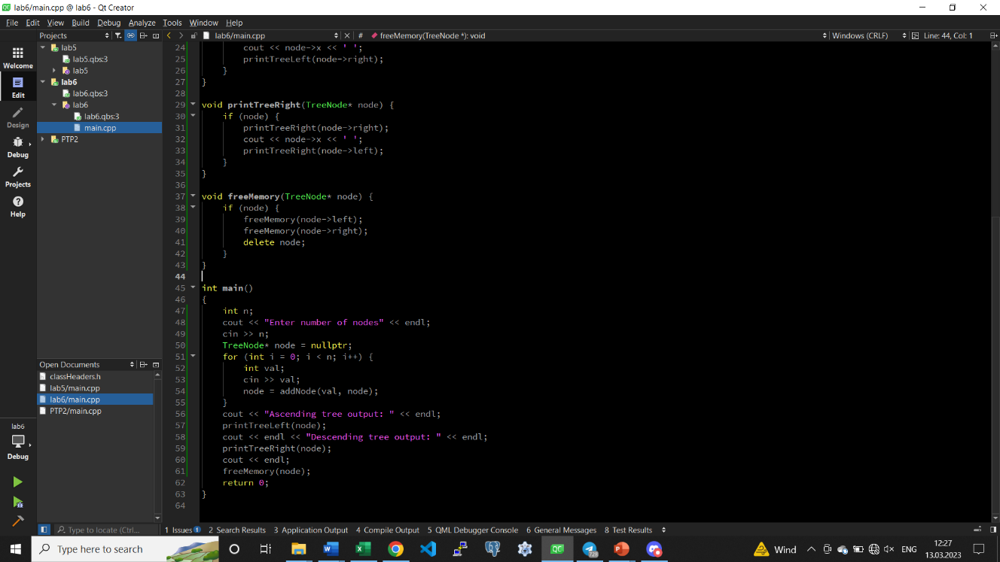 lab6/main.cpp @ lab6 - Qt Creator
File Edit View Build Debug Analyze Tools Window Help
Projects
lab6/main.cpp # freeMemory(TreeNode *): void Windows (CRLF) Line: 44, Col: 1
Welcome
Edit
Design
Debug
Projects
Help
lab5
lab5.qbs:3
lab5
lab6
lab6.qbs:3
lab6
lab6.qbs:3
main.cpp
PTP2
Open Documents
classHeaders.h
lab5/main.cpp
lab6/main.cpp
PTP2/main.cpp
lab6
Debug
24 cout << node->x << ' ';
25 printTreeLeft(node->right);
26 }
27 }
28
29 void printTreeRight(TreeNode* node) {
30 if (node) {
31 printTreeRight(node->right);
32 cout << node->x << ' ';
33 printTreeRight(node->left);
34 }
35 }
36
37 void freeMemory(TreeNode* node) {
38 if (node) {
39 freeMemory(node->left);
40 freeMemory(node->right);
41 delete node;
42 }
43 }
44
45 int main()
46 {
47 int n;
48 cout << "Enter number of nodes" << endl;
49 cin >> n;
50 TreeNode* node = nullptr;
51 for (int i = 0; i < n; i++) {
52 int val;
53 cin >> val;
54 node = addNode(val, node);
55 }
56 cout << "Ascending tree output: " << endl;
57 printTreeLeft(node);
58 cout << endl << "Descending tree output: " << endl;
59 printTreeRight(node);
60 cout << endl;
61 freeMemory(node);
62 return 0;
63 }
64
Type to locate (Ctrl... 1 Issues 1 2 Search Results 3 Application Output 4 Compile Output 5 QML Debugger Console 6 General Messages 8 Test Results
Type here to search
728
Wind
ENG
12:27
13.03.2023